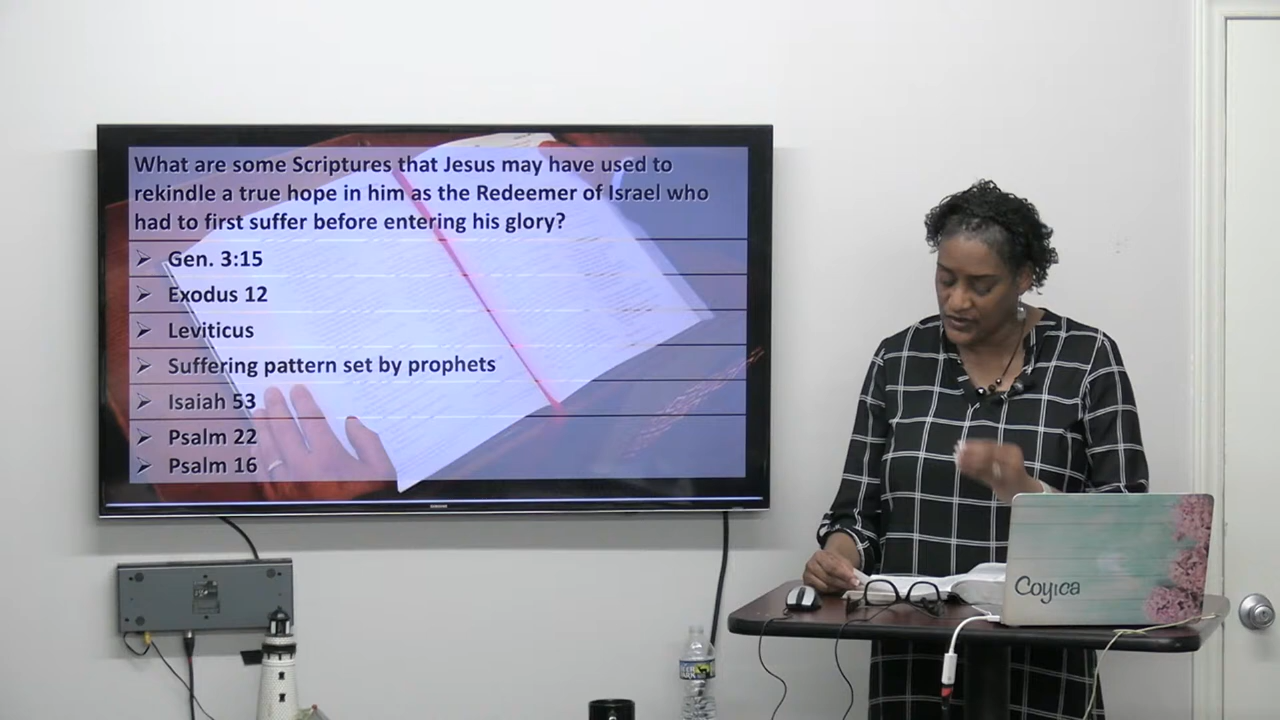 What are some Scriptures that Jesus may have used to
rekindle a true hope in him as the Redeemer of Israel who
had to first suffer before entering his glory?
Gen. 3:15
Exodus 12
Leviticus
Suffering pattern set by prophets
Isaiah 53
Psalm 22
Psalm 16
Coyica